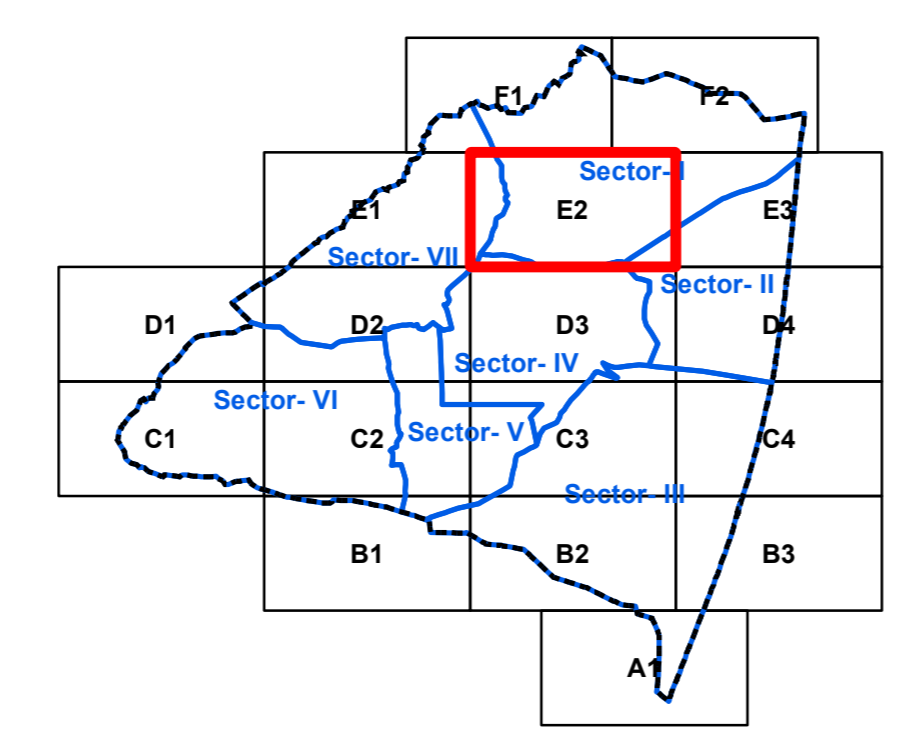 F1
F2
Sector- I
E1
E2
E3
Sector- VII
Sector- II
D1
D2
D3
D4
Sector- IV
Sector- VI
Sector- V
C1
C2
C3
C4
Sector- III
B1
B2
B3
A1